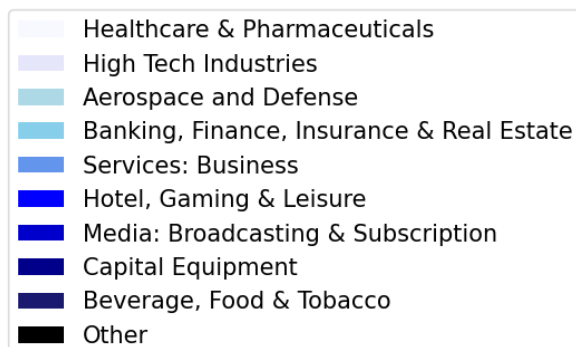 Healthcare & Pharmaceuticals
High Tech Industries
Aerospace and Defense
Banking, Finance, Insurance & Real Estate
Services: Business
Hotel, Gaming & Leisure
Media: Broadcasting & Subscription
Capital Equipment
Beverage, Food & Tobacco
Other